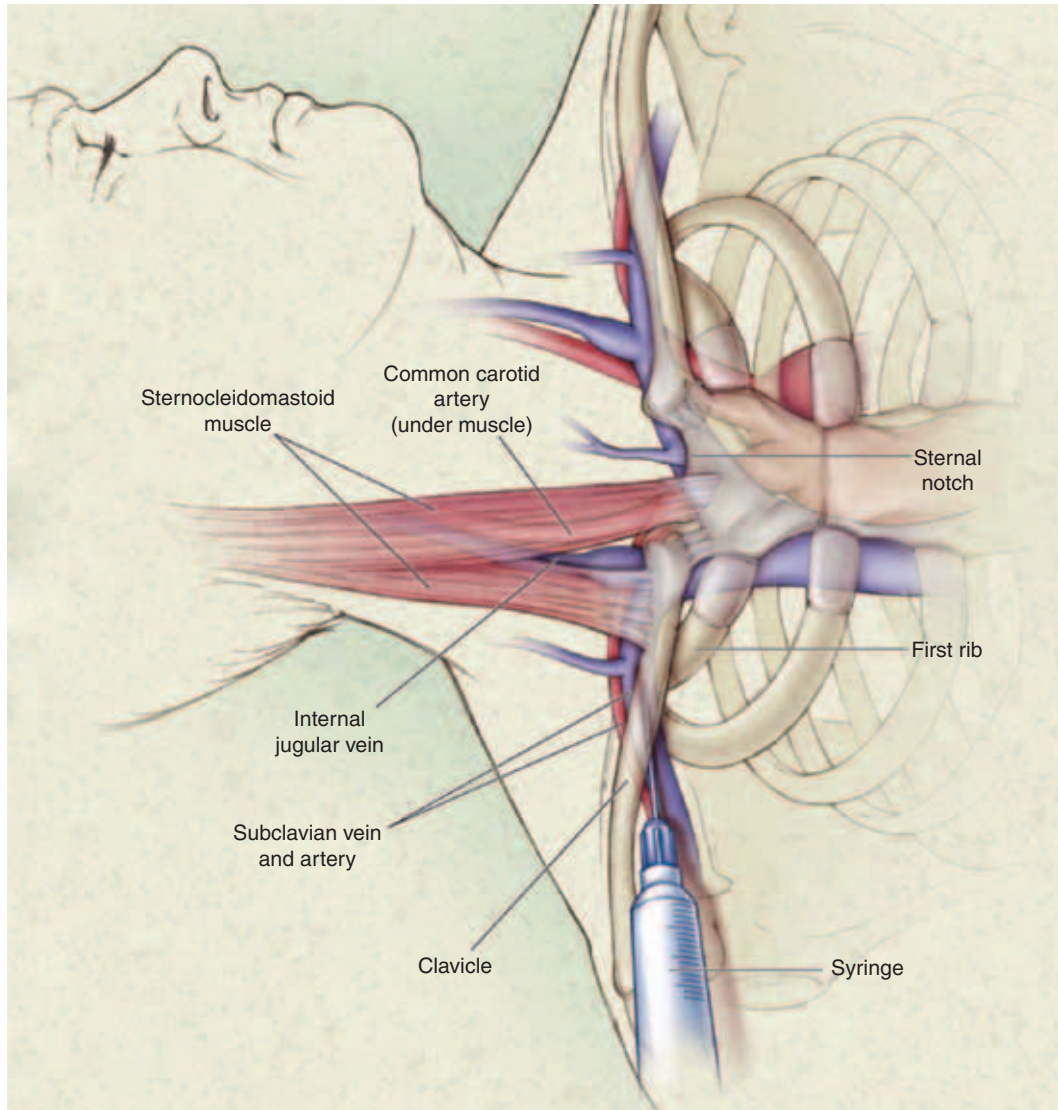 Sternocleidomastoid
muscle
Common carotid
artery
(under muscle)
Sternal
notch
First rib
Internal
jugular vein
Subclavian vein
and artery
Clavicle
Syringe